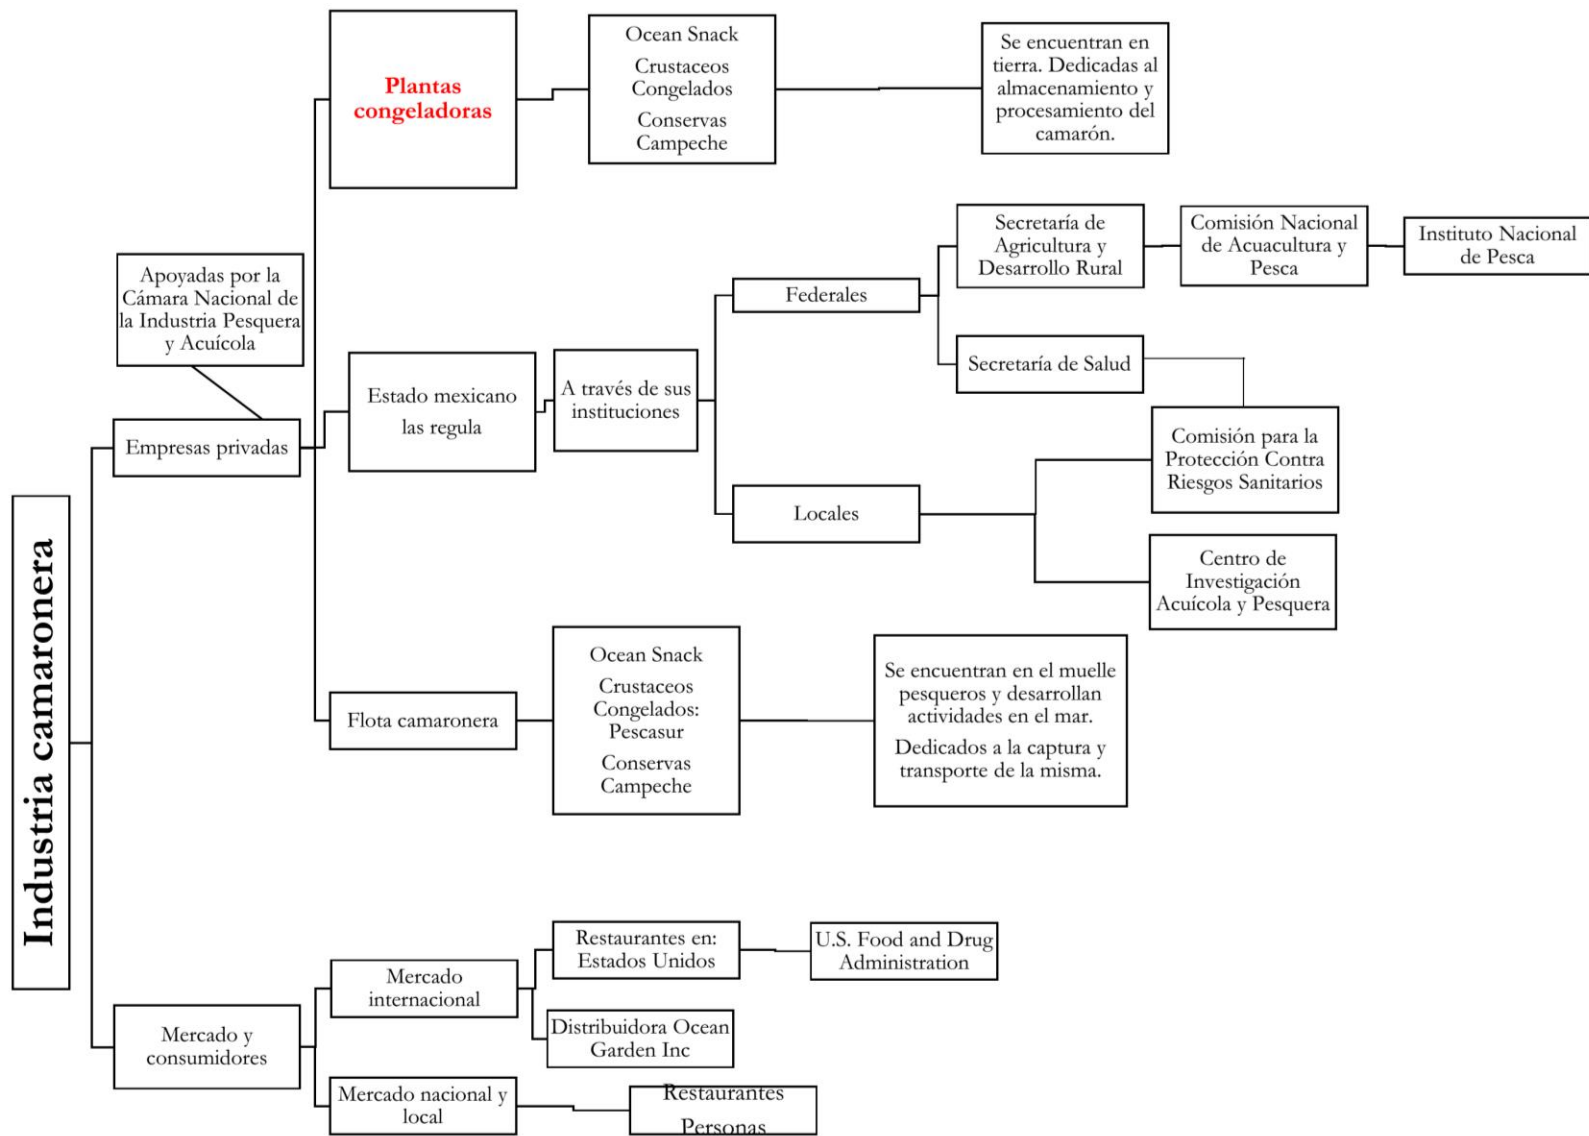 Industria camaronera
Apoyadas por la
Cámara Nacional de
la Industria Pesquera
y Acuícola
Empresas privadas
Plantas
congeladoras
Ocean Snack
Crustaceos
Congelados
Conservas
Campeche
Se encuentran en
tierra. Dedicadas al
almacenamiento y
procesamiento del
camarón.
Estado mexicano
las regula
A través de sus
instituciones
Federales
Secretaría de
Agricultura y
Desarrollo Rural
Comisión Nacional
de Acuacultura y
Pesca
Instituto Nacional
de Pesca
Secretaría de Salud
Locales
Comisión para la
Protección Contra
Riesgos Sanitarios
Centro de
Investigación
Acuícola y Pesquera
Flota camaronera
Ocean Snack
Crustaceos
Congelados:
Pescasur
Conservas
Campeche
Se encuentran en el muelle
pesqueros y desarrollan
actividades en el mar.
Dedicados a la captura y
transporte de la misma.
Mercado y
consumidores
Mercado
internacional
Restaurantes en:
Estados Unidos
U.S. Food and Drug
Administration
Distribuidora Ocean
Garden Inc
Mercado nacional y
local
Restaurantes
Personas